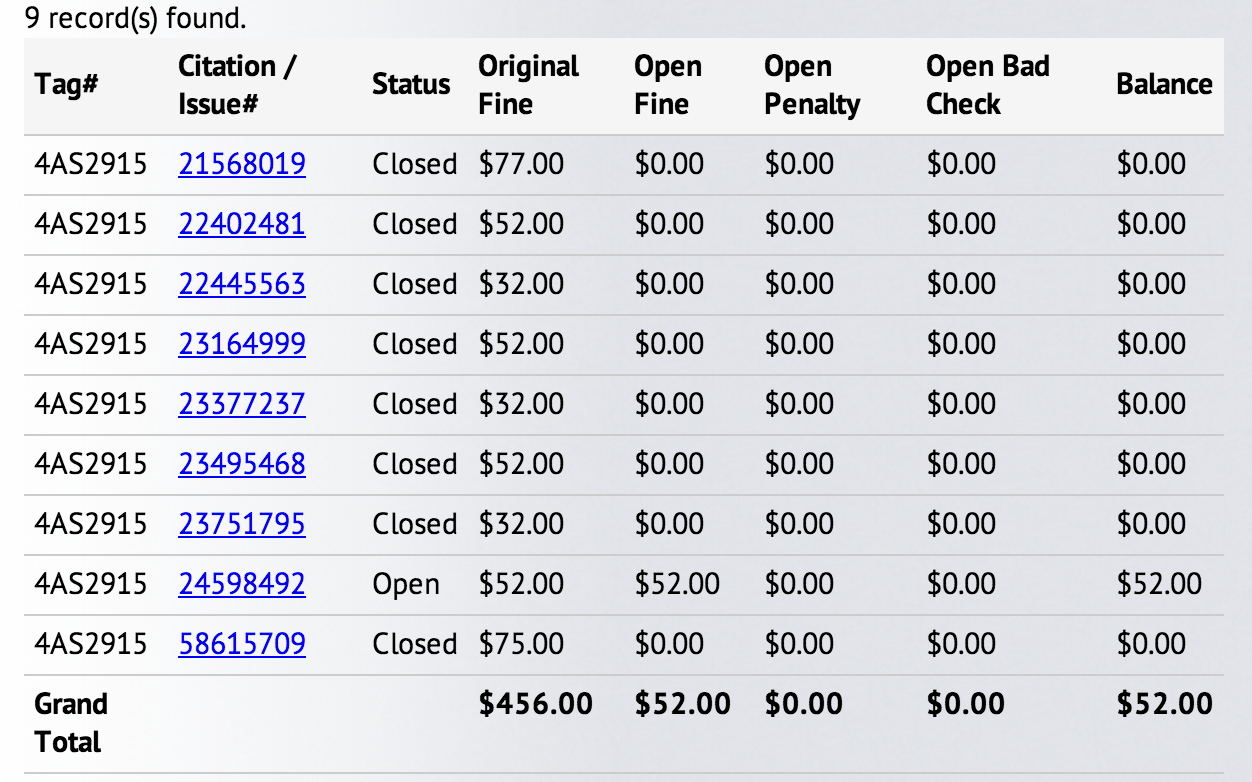 9 record(s) found.
Tag# Citation / Issue# Status Original Fine Open Fine Open Penalty Open Bad Check Balance
4AS2915 21568019 Closed $77.00 $0.00 $0.00 $0.00 $0.00
4AS2915 22402481 Closed $52.00 $0.00 $0.00 $0.00 $0.00
4AS2915 22445563 Closed $32.00 $0.00 $0.00 $0.00 $0.00
4AS2915 23164999 Closed $52.00 $0.00 $0.00 $0.00 $0.00
4AS2915 23377237 Closed $32.00 $0.00 $0.00 $0.00 $0.00
4AS2915 23495468 Closed $52.00 $0.00 $0.00 $0.00 $0.00
4AS2915 23751795 Closed $32.00 $0.00 $0.00 $0.00 $0.00
4AS2915 24598492 Open $52.00 $52.00 $0.00 $0.00 $52.00
4AS2915 58615709 Closed $75.00 $0.00 $0.00 $0.00 $0.00
Grand Total $456.00 $52.00 $0.00 $0.00 $52.00